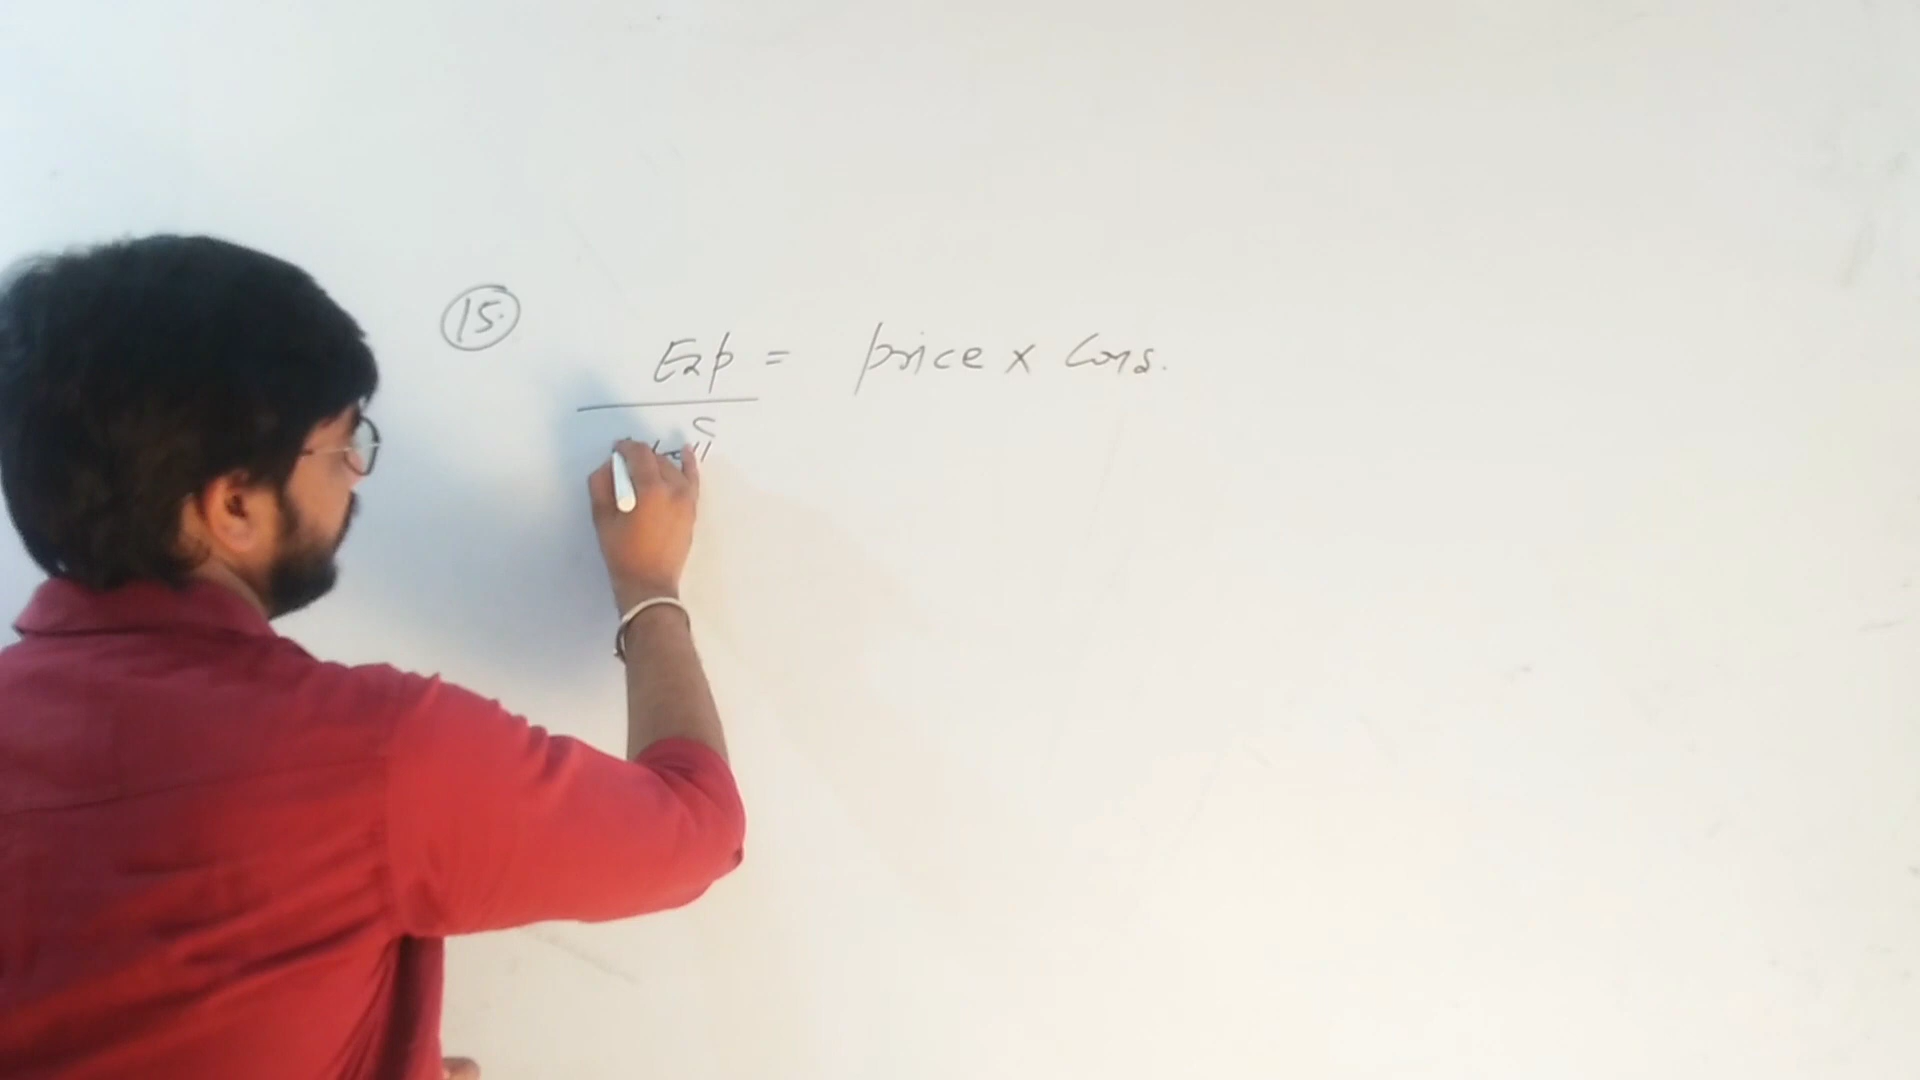 15.
Exp = price x Cons.